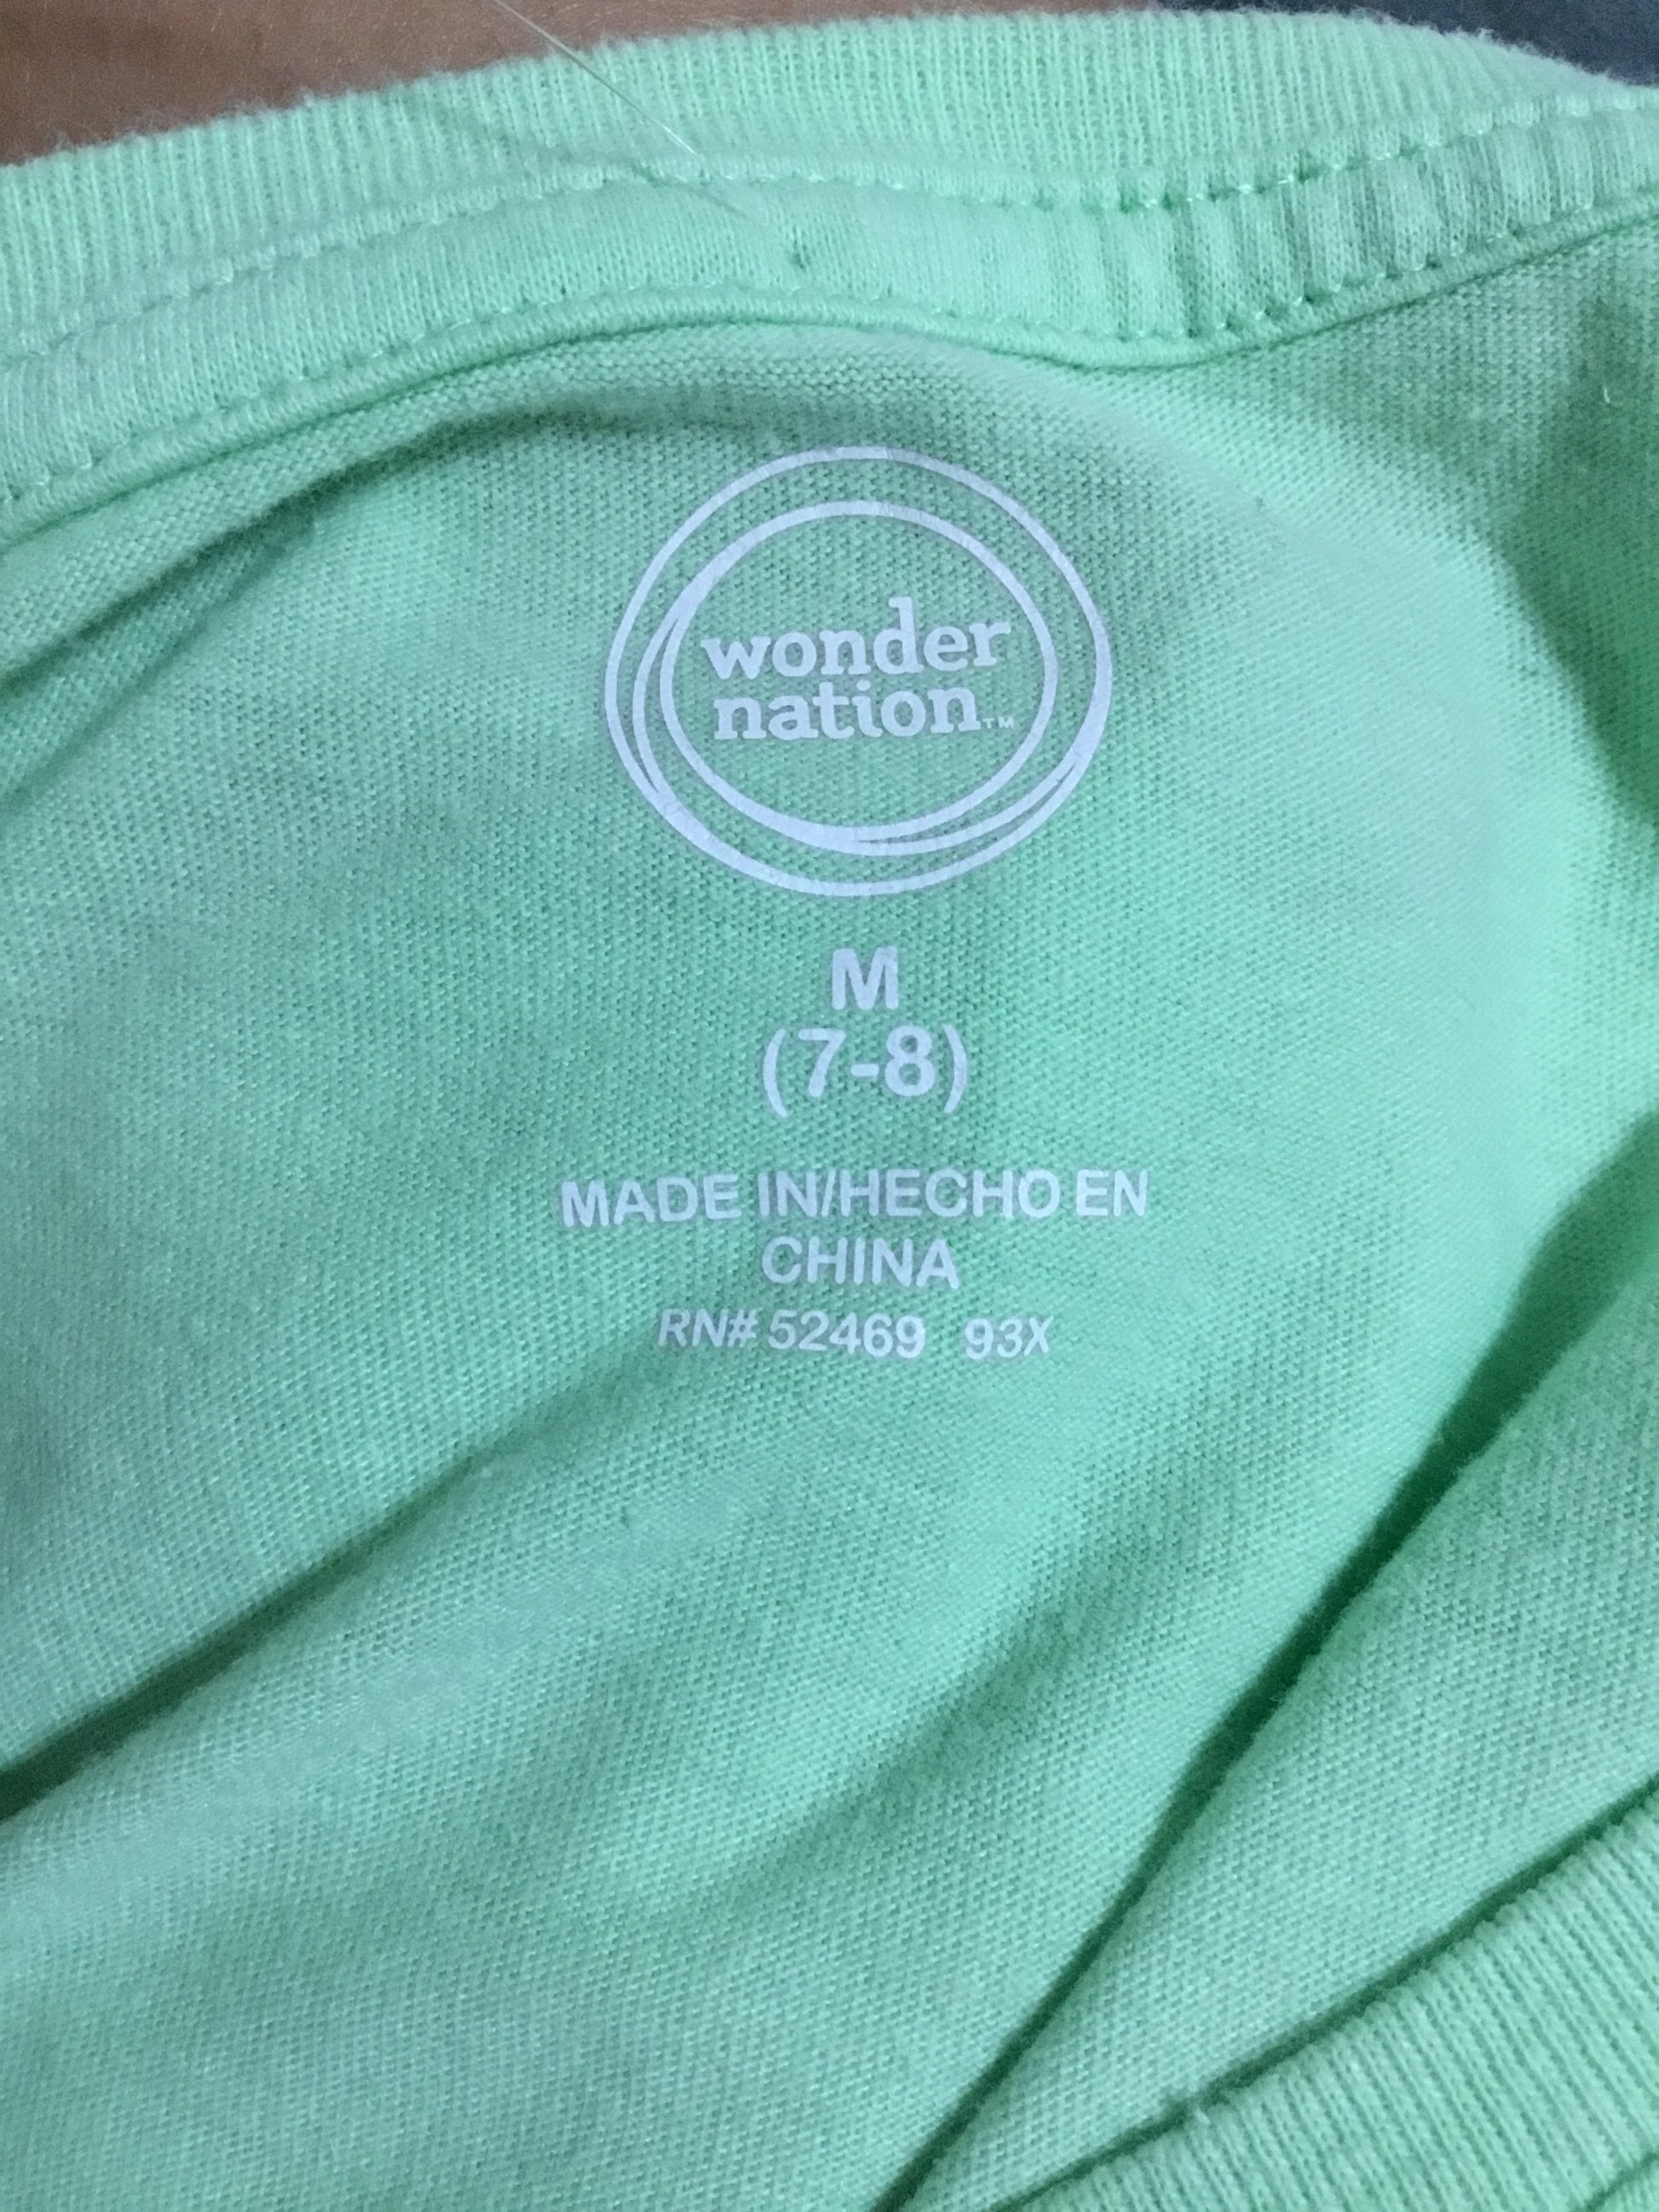 wonder
nation™
M
(7-8)
MADE IN/HECHO EN
CHINA
RN# 52469 93X